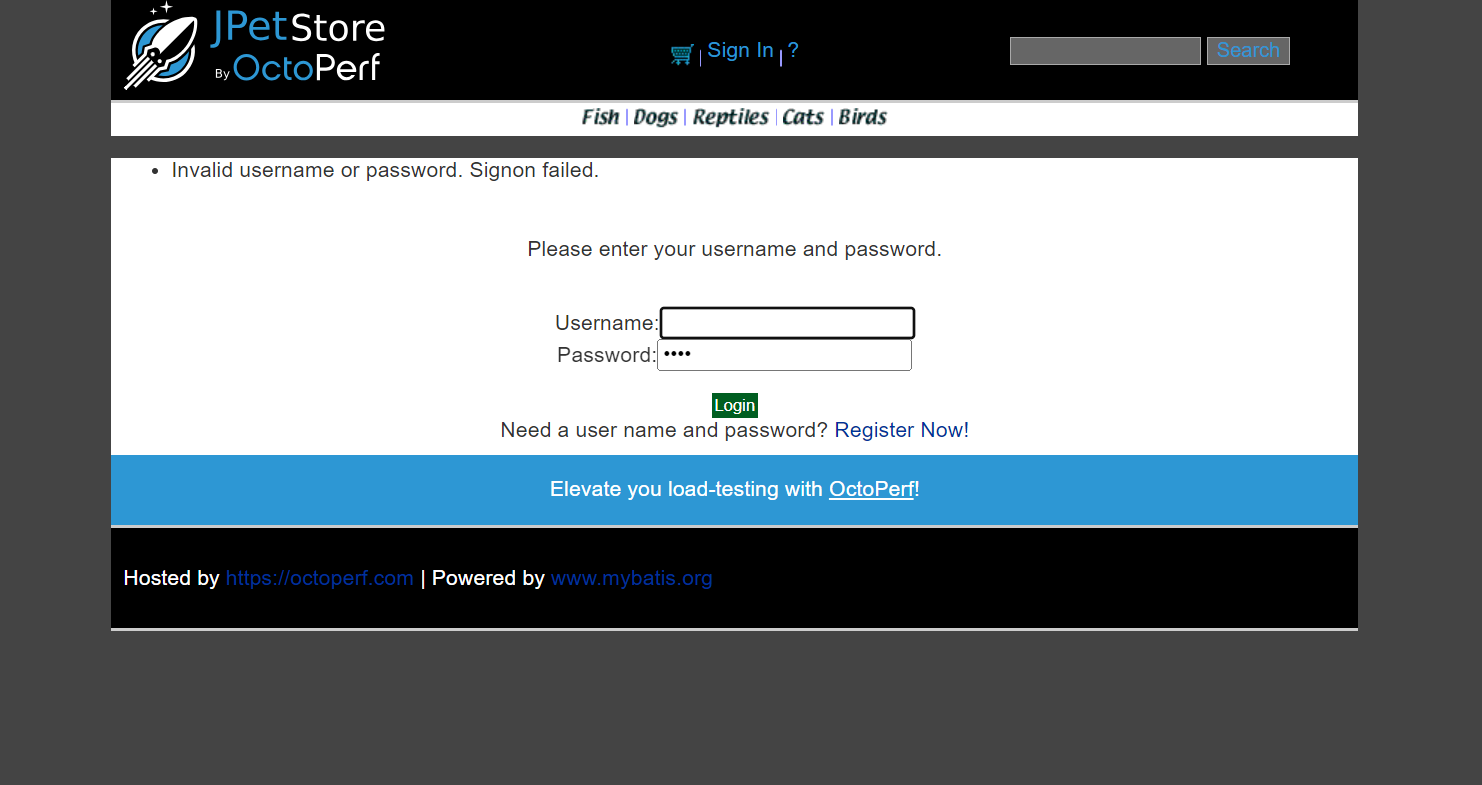 JPetStore
By OctoPerf
Sign In | ?
Search
Fish | Dogs | Reptiles | Cats | Birds
• Invalid username or password. Signon failed.
Please enter your username and password.
Username:
Password: ••••
Login
Need a user name and password? Register Now!
Elevate you load-testing with OctoPerf!
Hosted by https://octoperf.com | Powered by www.mybatis.org